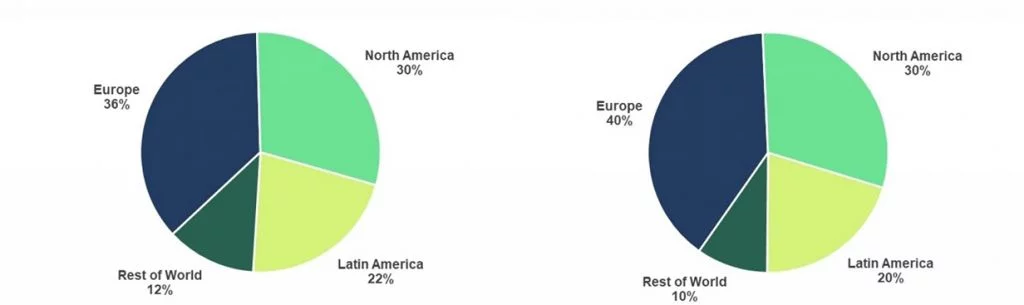 North America
30%
Europe
36%
Latin America
22%
Rest of World
12%
North America
30%
Europe
40%
Latin America
20%
Rest of World
10%